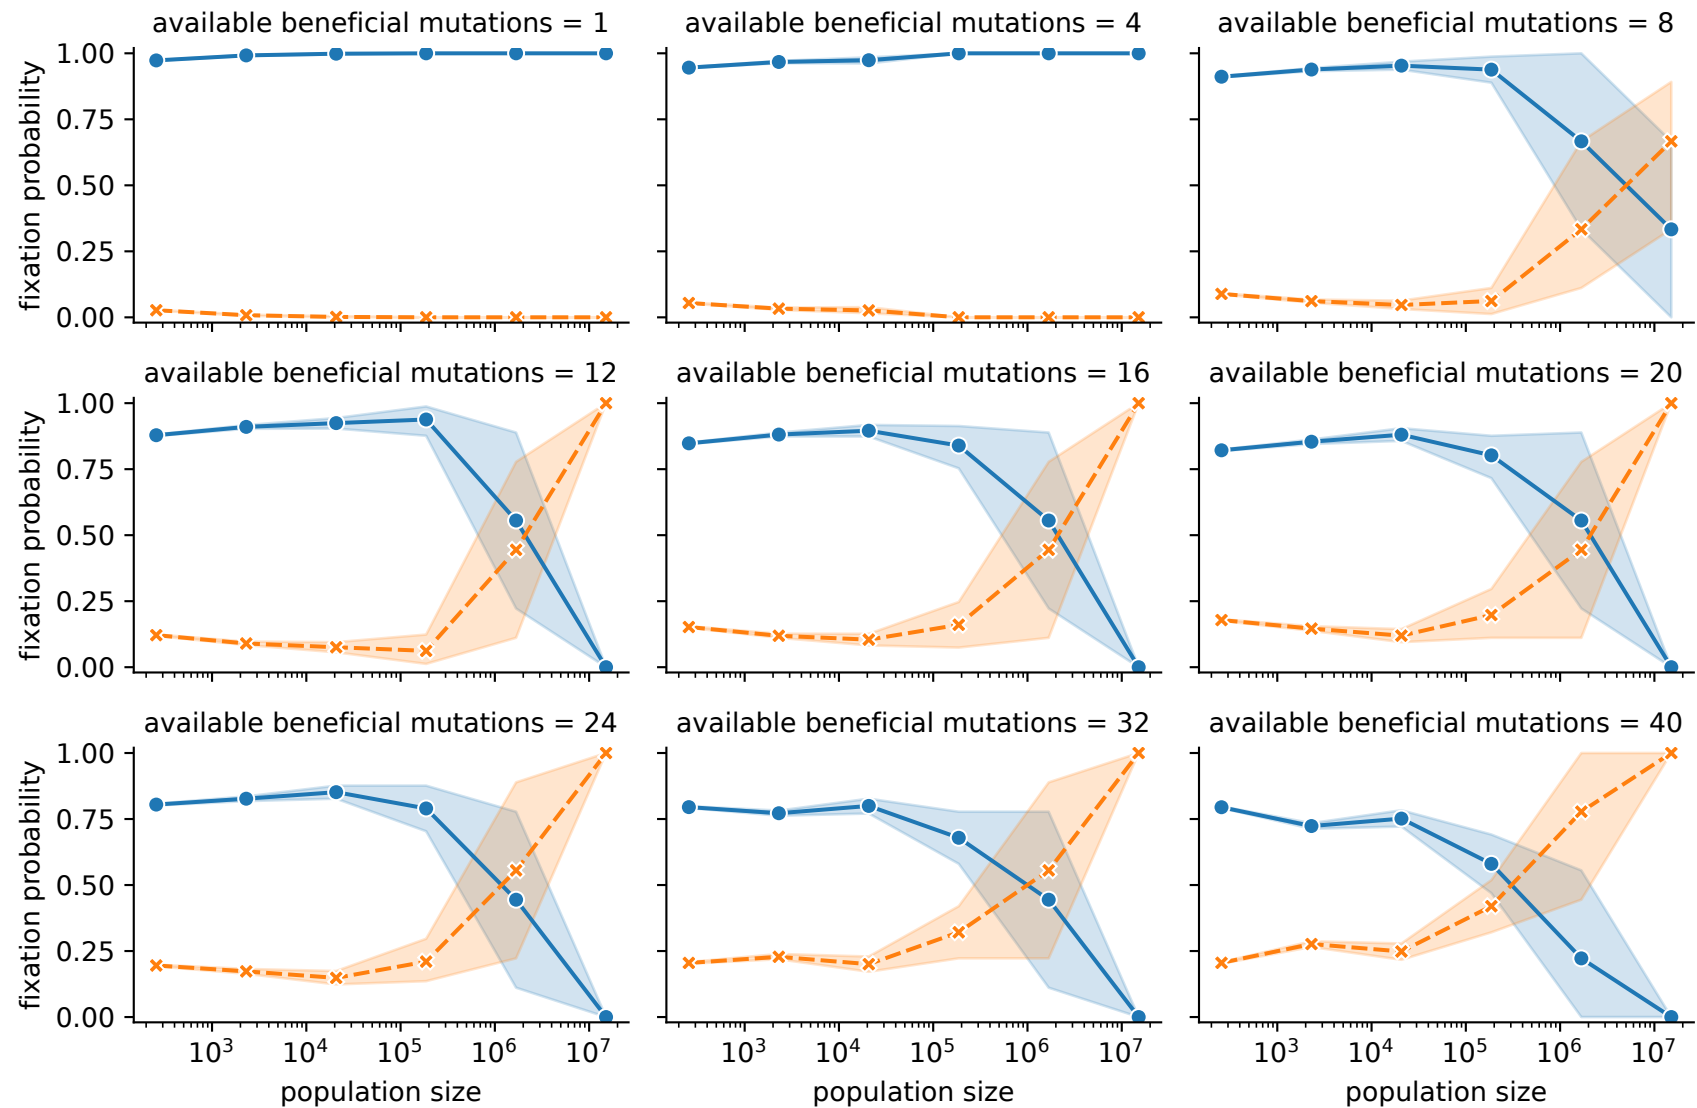 available beneficial mutations = 1
available beneficial mutations = 4
available beneficial mutations = 8
fixation probability
1.00
0.75
0.50
0.25
0.00
available beneficial mutations = 12
available beneficial mutations = 16
available beneficial mutations = 20
fixation probability
1.00
0.75
0.50
0.25
0.00
available beneficial mutations = 24
available beneficial mutations = 32
available beneficial mutations = 40
fixation probability
1.00
0.75
0.50
0.25
0.00
10³ 10⁴ 10⁵ 10⁶ 10⁷
10³ 10⁴ 10⁵ 10⁶ 10⁷
10³ 10⁴ 10⁵ 10⁶ 10⁷
population size
population size
population size